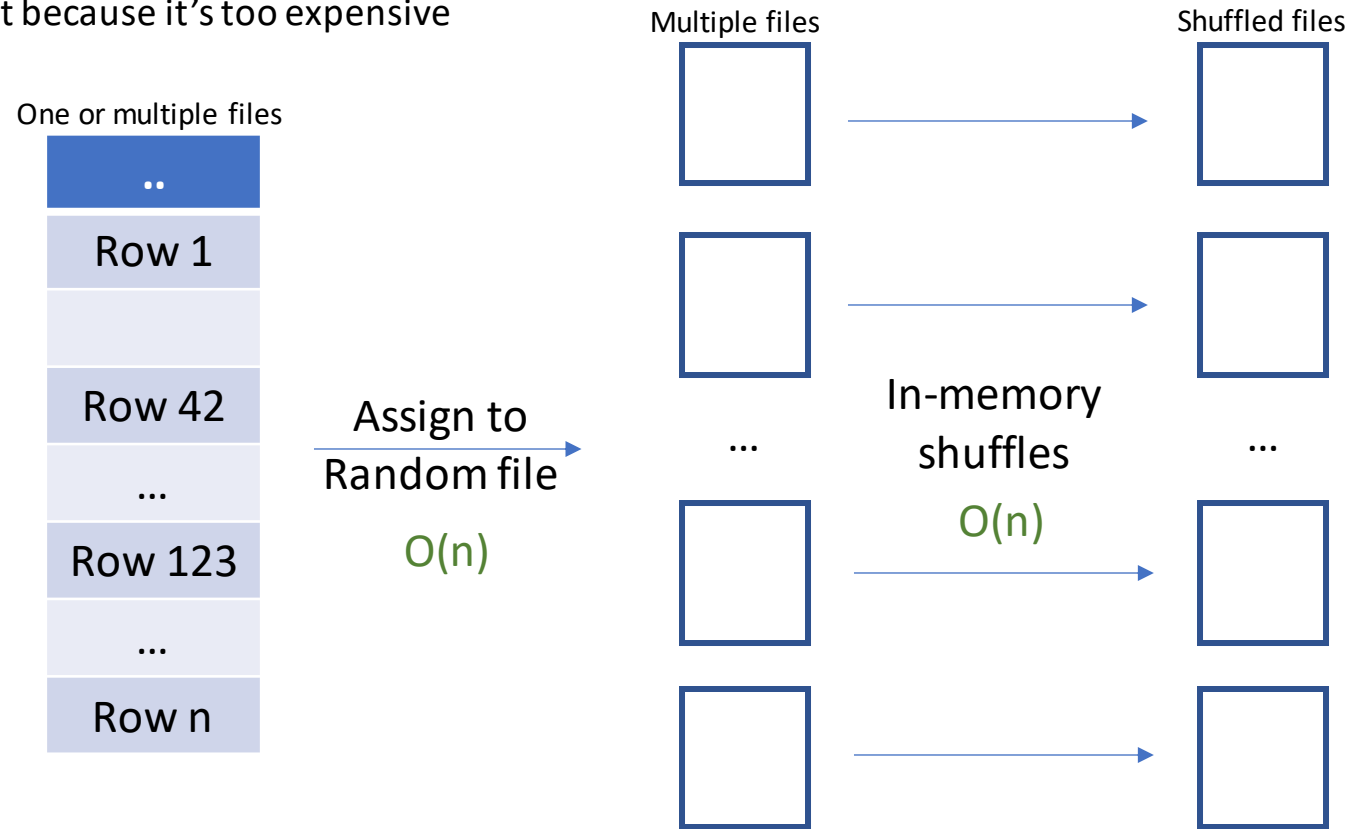 t because it's too expensive
One or multiple files
..
Row 1
Row 42
...
Row 123
...
Row n
Assign to
Random file
O(n)
Multiple files
...
In-memory
shuffles
O(n)
Shuffled files
...